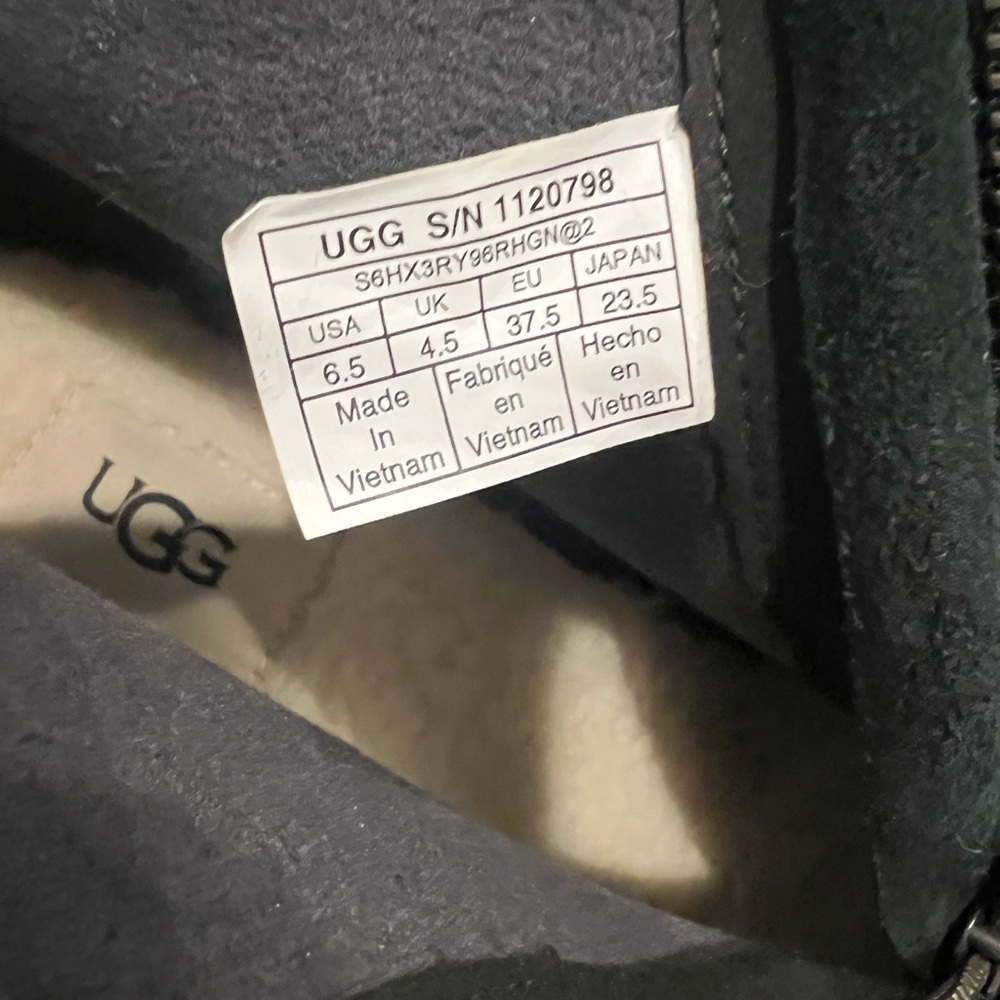 UGG S/N 1120798
S6HX3RY96RHGN@2
USA UK EU JAPAN
6.5 4.5 37.5 23.5
Made
In
Vietnam
Fabriqué
en
Vietnam
Hecho
en
Vietnam
UGG